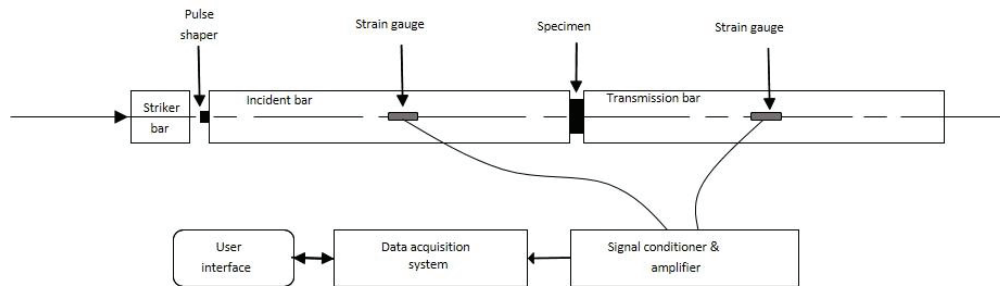 Pulse
shaper
Strain gauge
Specimen
Strain gauge
Striker
bar
Incident bar
Transmission bar
User
interface
Data acquisition
system
Signal conditioner &
amplifier